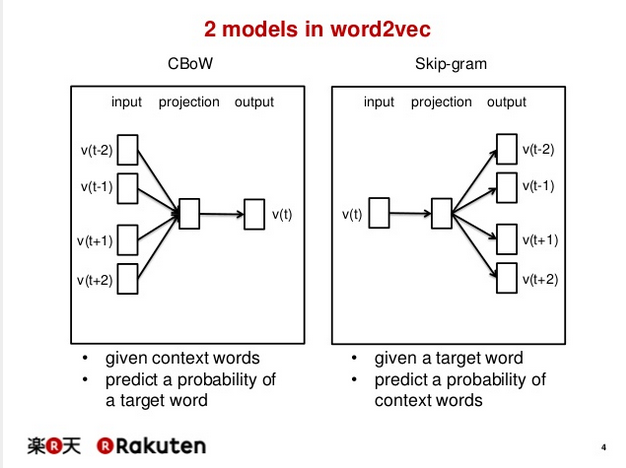 2 models in word2vec
CBoW
input projection output
v(t-2)
v(t-1)
v(t+1)
v(t+2)
v(t)
• given context words
• predict a probability of
a target word
Skip-gram
input projection output
v(t)
v(t-2)
v(t-1)
v(t+1)
v(t+2)
• given a target word
• predict a probability of
context words
楽R天 R Rakuten
4